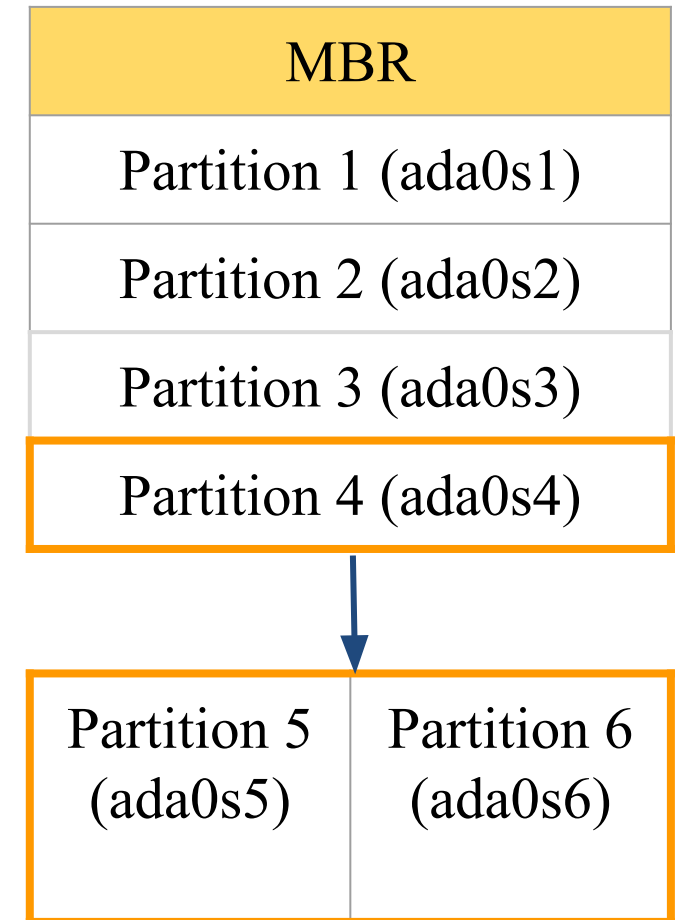 MBR
Partition 1 (ada0s1)
Partition 2 (ada0s2)
Partition 3 (ada0s3)
Partition 4 (ada0s4)
Partition 5
(ada0s5)
Partition 6
(ada0s6)